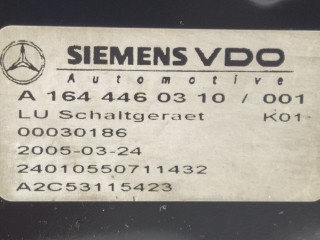 SIEMENS VDO
Automotive
A 164 446 03 10 / 001
LU Schaltgeraet K01
00030186
2005-03-24
24010550711432
A2C53115423